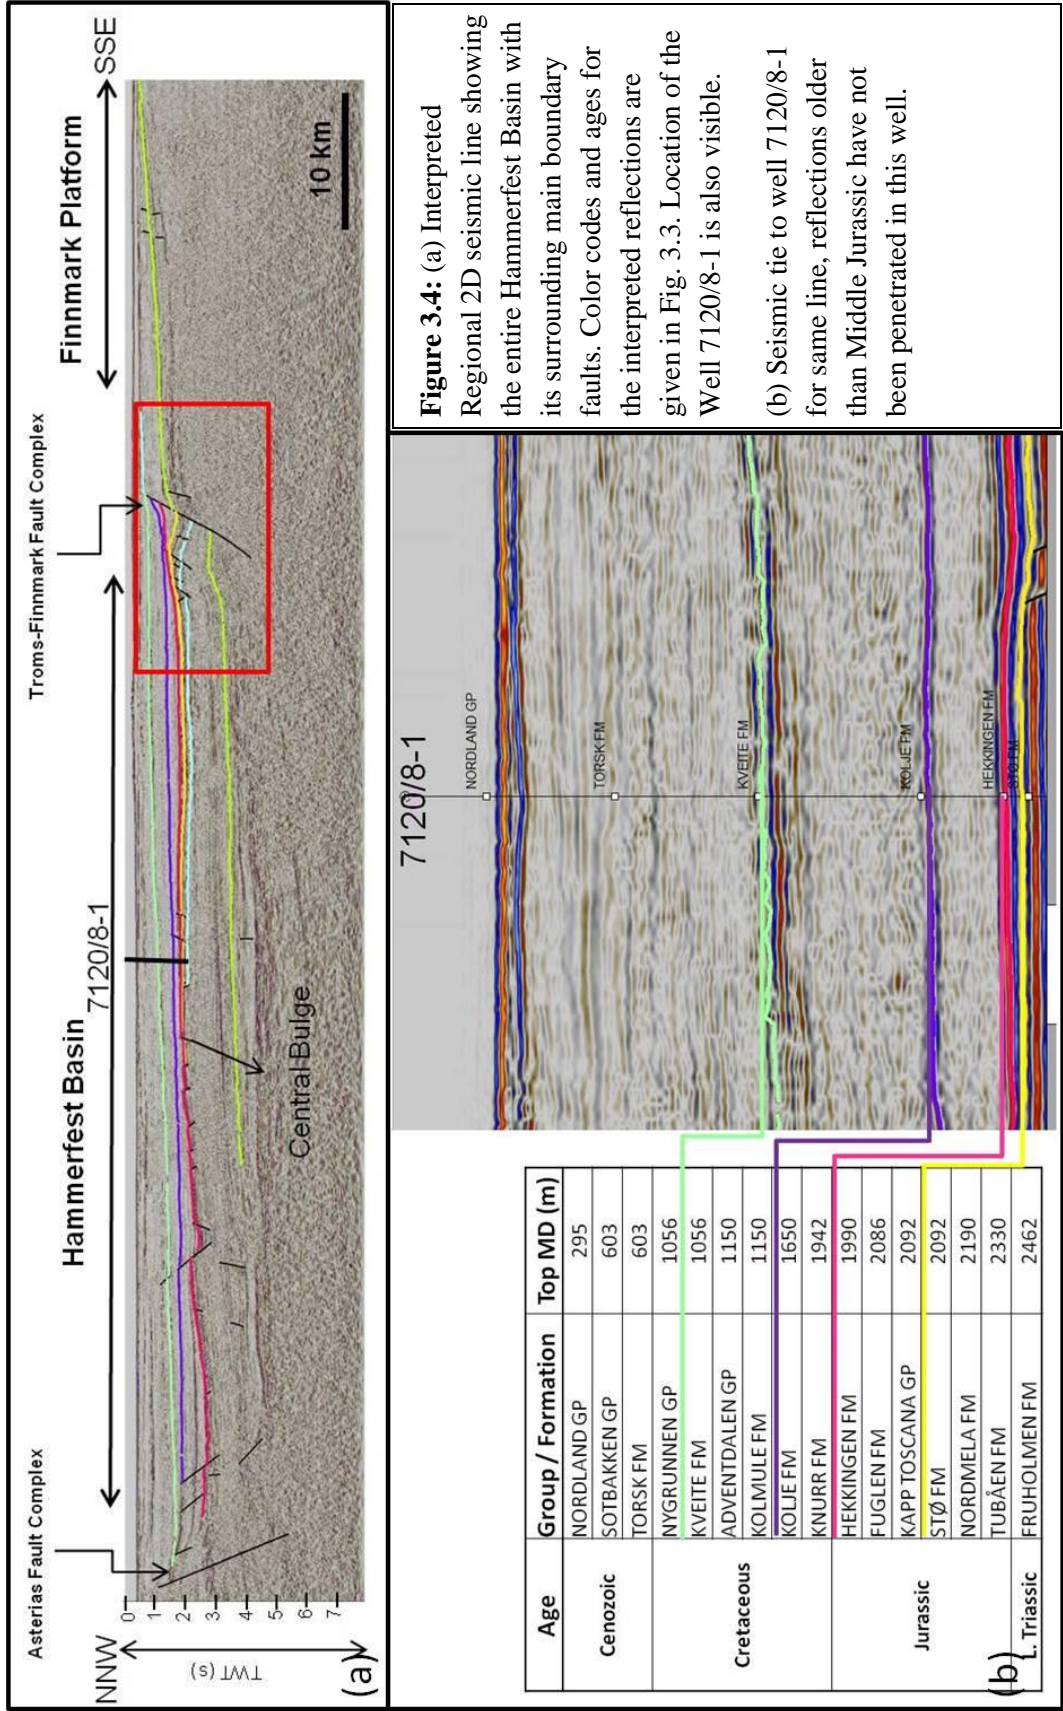 Asterias Fault Complex
Troms-Finnmark Fault Complex
NNW
Hammerfest Basin
7120/8-1
Finnmark Platform
SSE
TWT (s)
0
1
2
3
4
5
6
7
Central Bulge
10 km
(a)
Age Group / Formation Top MD (m)
Cenozoic
NORDLAND GP 295
SOTBAKKEN GP 603
TORSK FM 603
Cretaceous
NYGRUNNEN GP 1056
KVEITE FM 1056
ADVENTDALEN GP 1150
KOLMULE FM 1150
KOLJE FM 1650
KNURR FM 1942
Jurassic
HEKKINGEN FM 1990
FUGLEN FM 2086
KAPP TOSCANA GP 2092
STØ FM 2092
NORDMELA FM 2190
TUBÅEN FM 2330
L. Triassic FRUHOLMEN FM 2462
(b)
7120/8-1
NORDLAND GP
TORSK FM
KVEITE FM
KOLJE FM
HEKKINGEN FM
STØ FM
Figure 3.4: (a) Interpreted
Regional 2D seismic line showing
the entire Hammerfest Basin with
its surrounding main boundary
faults. Color codes and ages for
the interpreted reflections are
given in Fig. 3.3. Location of the
Well 7120/8-1 is also visible.
(b) Seismic tie to well 7120/8-1
for same line, reflections older
than Middle Jurassic have not
been penetrated in this well.